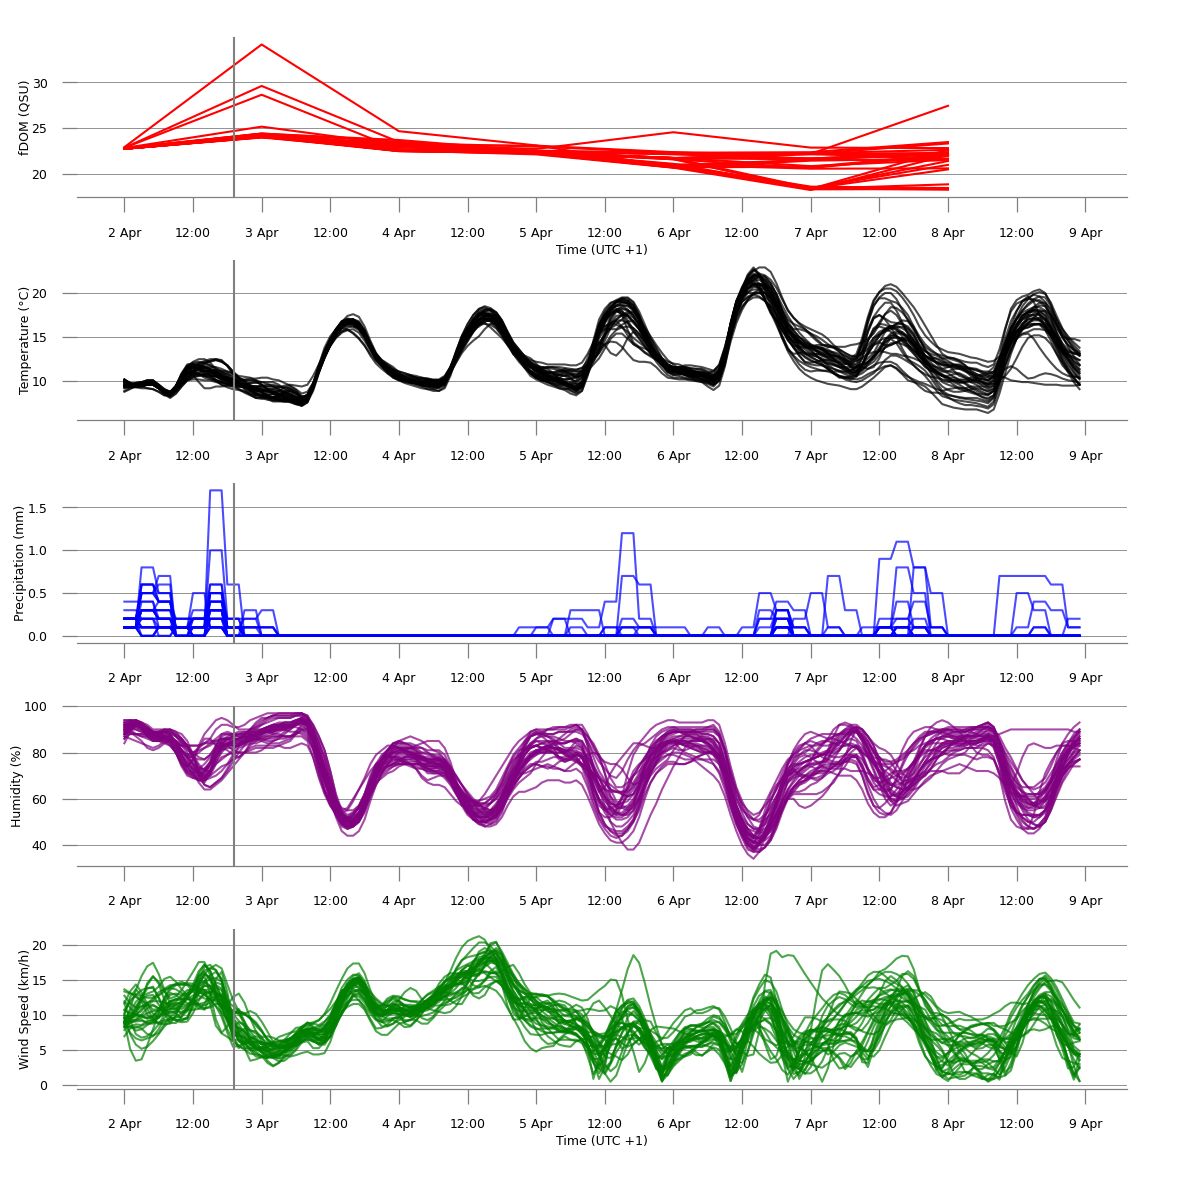 fDOM (QSU)
30
25
20
2 Apr 12:00 3 Apr 12:00 4 Apr 12:00 5 Apr 12:00 6 Apr 12:00 7 Apr 12:00 8 Apr 12:00 9 Apr
Time (UTC +1)
Temperature (°C)
20
15
10
2 Apr 12:00 3 Apr 12:00 4 Apr 12:00 5 Apr 12:00 6 Apr 12:00 7 Apr 12:00 8 Apr 12:00 9 Apr
Precipitation (mm)
1.5
1.0
0.5
0.0
2 Apr 12:00 3 Apr 12:00 4 Apr 12:00 5 Apr 12:00 6 Apr 12:00 7 Apr 12:00 8 Apr 12:00 9 Apr
Humidity (%)
100
80
60
40
2 Apr 12:00 3 Apr 12:00 4 Apr 12:00 5 Apr 12:00 6 Apr 12:00 7 Apr 12:00 8 Apr 12:00 9 Apr
Wind Speed (km/h)
20
15
10
5
0
2 Apr 12:00 3 Apr 12:00 4 Apr 12:00 5 Apr 12:00 6 Apr 12:00 7 Apr 12:00 8 Apr 12:00 9 Apr
Time (UTC +1)